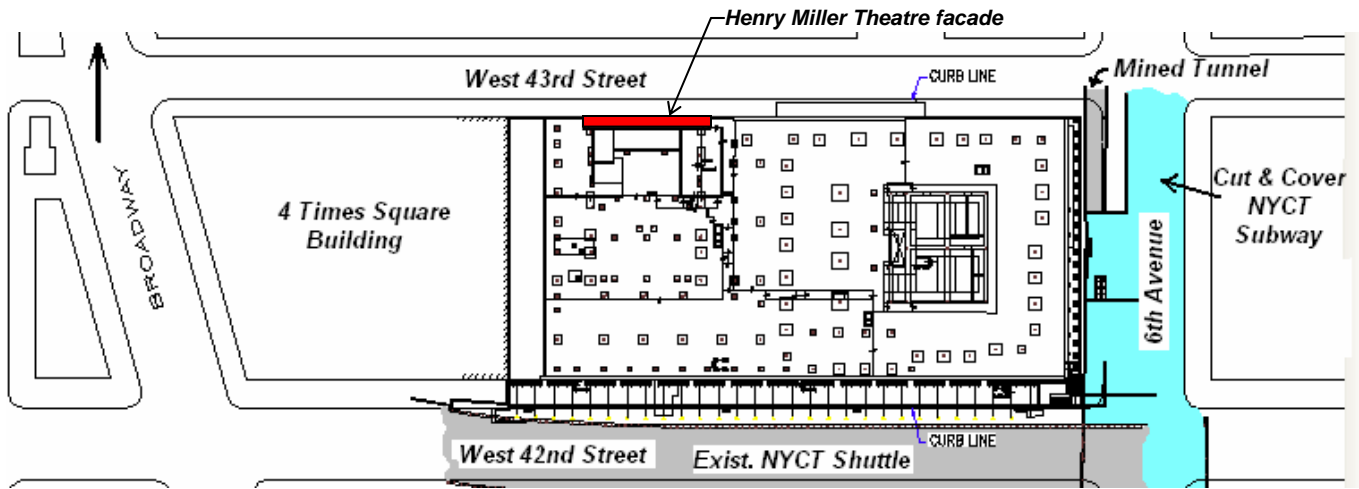 Henry Miller Theatre facade
West 43rd Street
CURB LINE
Mined Tunnel
4 Times Square
Building
BROADWAY
Cut & Cover
NYCT
Subway
6th Avenue
West 42nd Street
Exist. NYCT Shuttle
CURB LINE